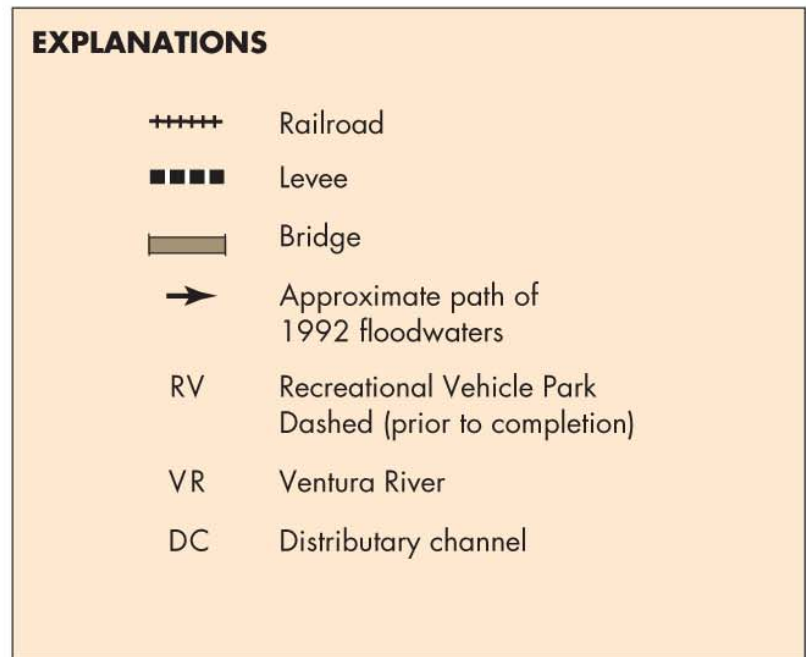 EXPLANATIONS
Railroad
Levee
Bridge
Approximate path of
1992 floodwaters
RV Recreational Vehicle Park
Dashed (prior to completion)
VR Ventura River
DC Distributary channel